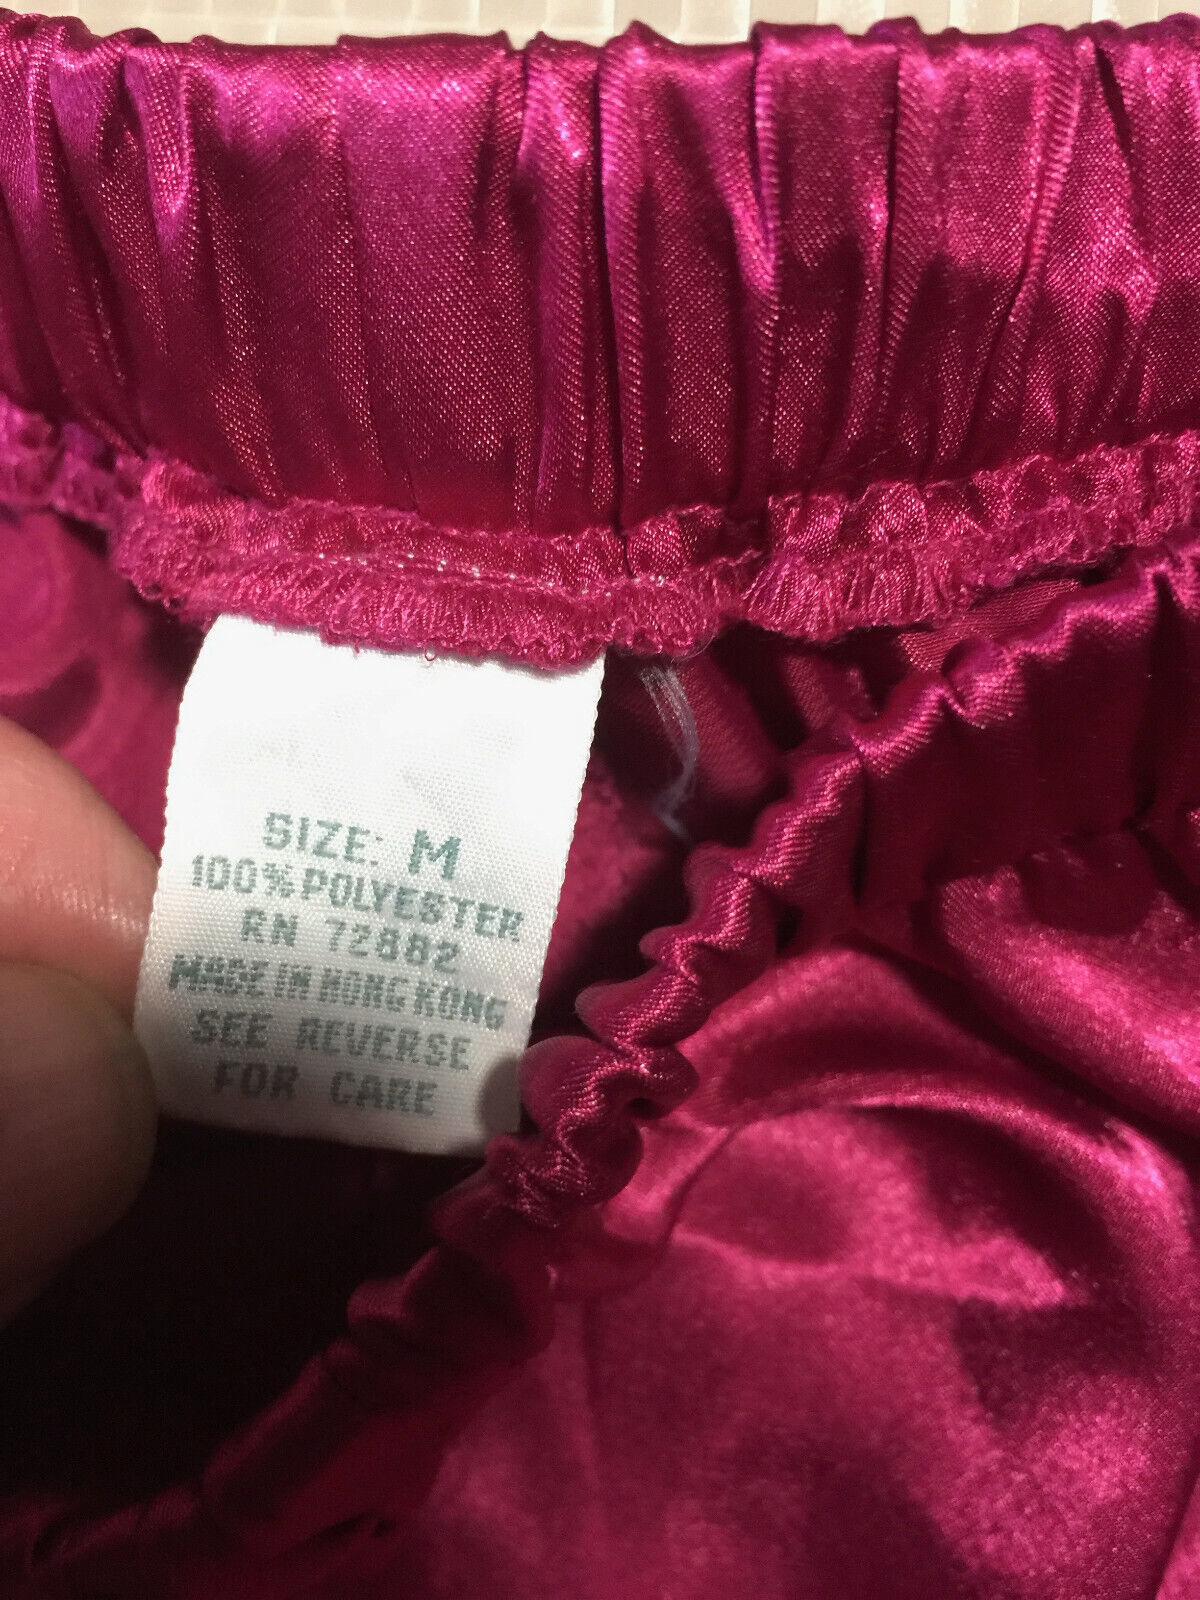 SIZE: M
100% POLYESTER
RN 72882
MADE IN HONG KONG
SEE REVERSE
FOR CARE